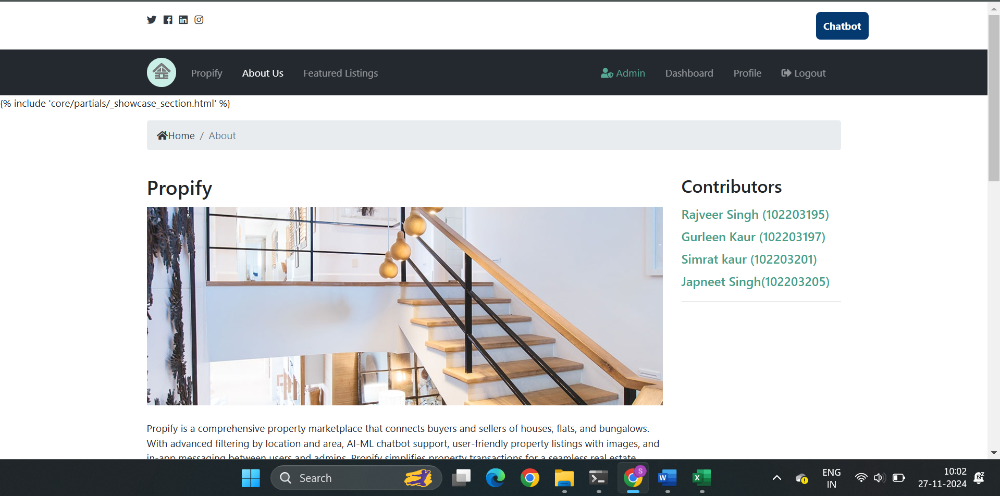 Chatbot
Propify
About Us
Featured Listings
Admin
Dashboard
Profile
Logout
{% include 'core/partials/_showcase_section.html' %}
Home / About
Propify
Contributors
Rajveer Singh (102203195)
Gurleen Kaur (102203197)
Simrat kaur (102203201)
Japneet Singh(102203205)
Propify is a comprehensive property marketplace that connects buyers and sellers of houses, flats, and bungalows.
With advanced filtering by location and area, AI-ML chatbot support, user-friendly property listings with images, and
in-app messaging between users and admins, Propify simplifies property transactions for a seamless real estate
Search
S
W
X
ENG
IN
10:02
27-11-2024